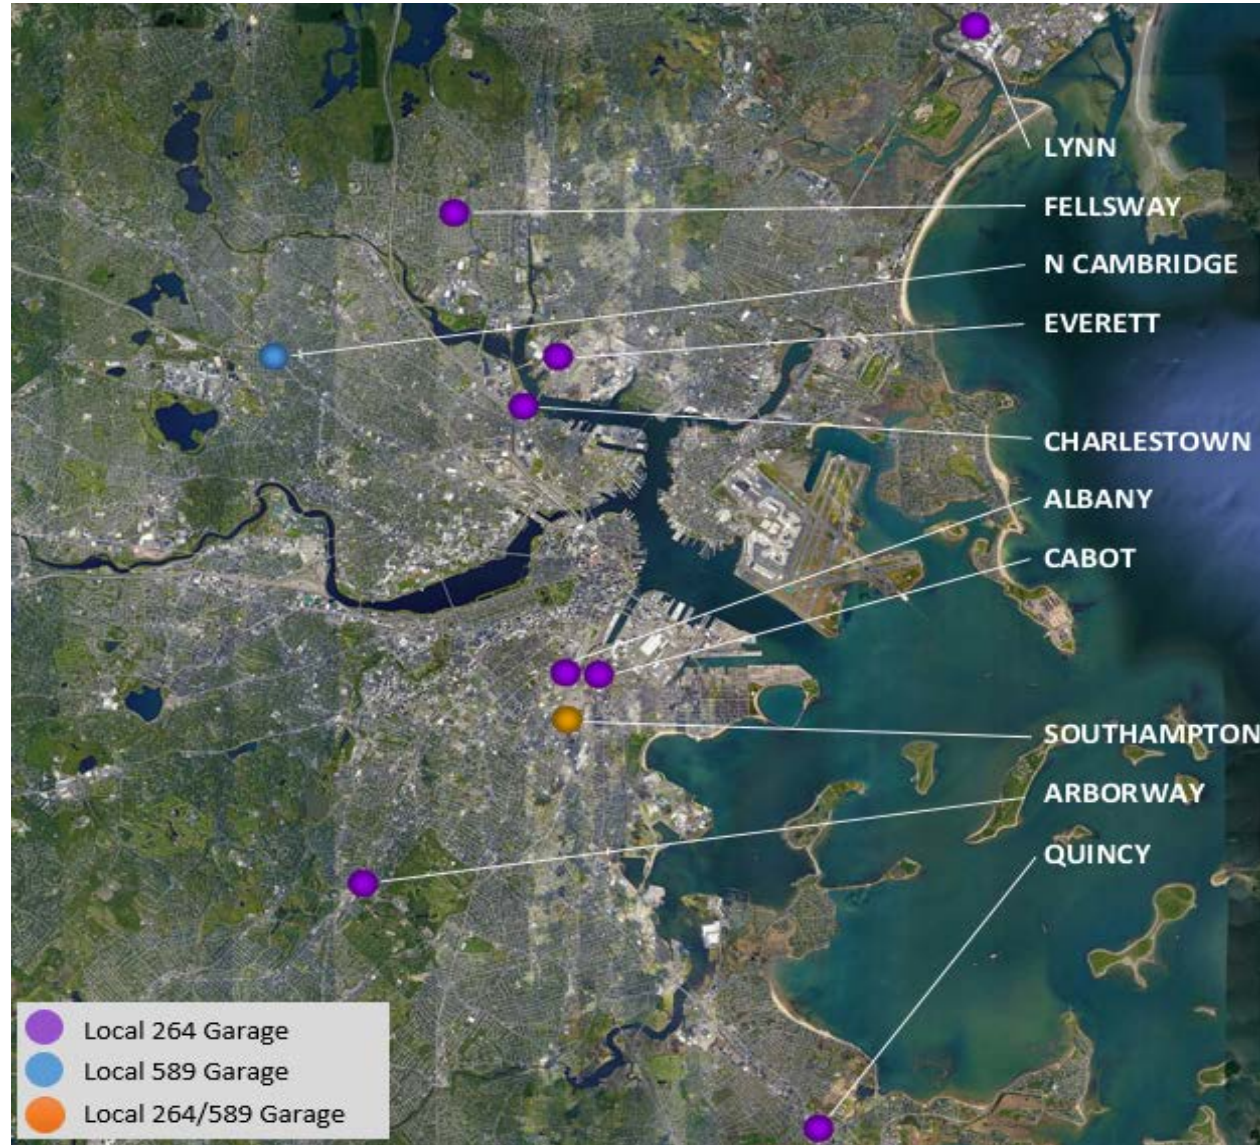 LYNN
FELLSWAY
N CAMBRIDGE
EVERETT
CHARLESTOWN
ALBANY
CABOT
SOUTHAMPTON
ARBORWAY
QUINCY
Local 264 Garage
Local 589 Garage
Local 264/589 Garage